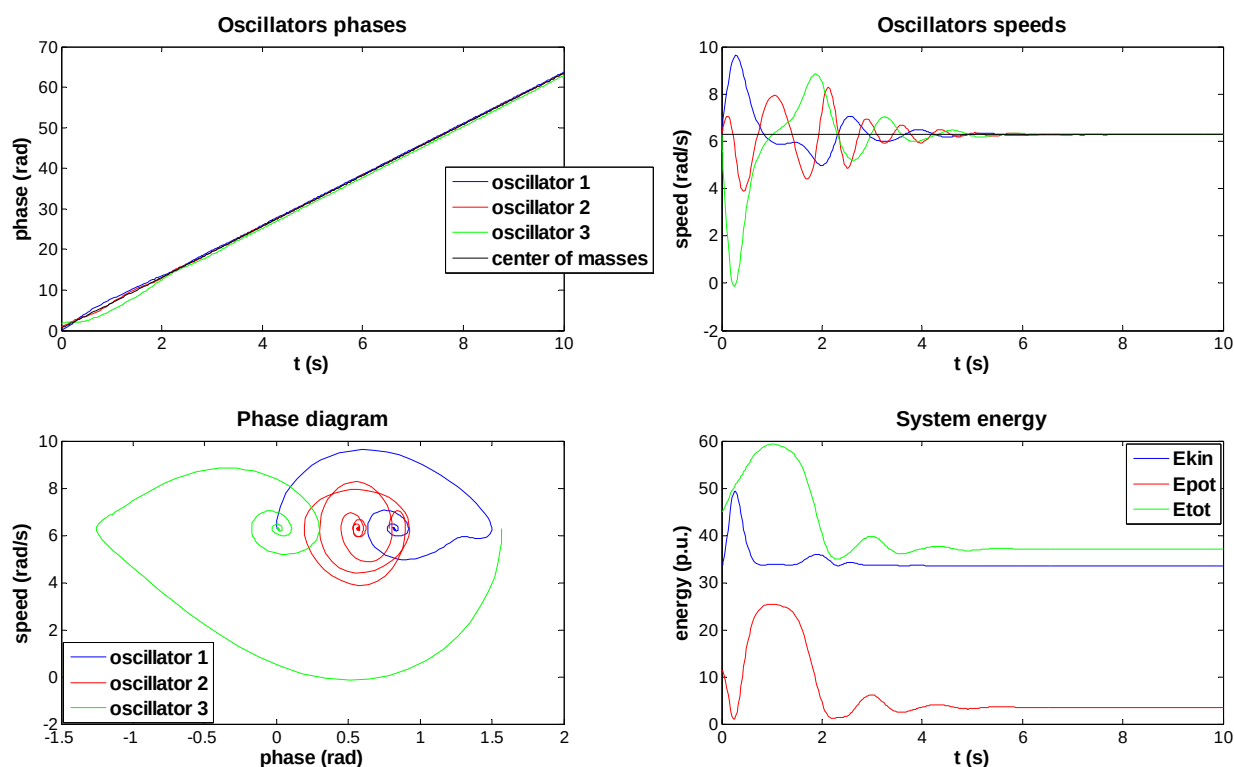 Oscillators phases
70
60
50
40
30
20
10
0
0 2 4 6 8 10
phase (rad)
t (s)
oscillator 1
oscillator 2
oscillator 3
center of masses
Oscillators speeds
10
8
6
4
2
0
-2
0 2 4 6 8 10
speed (rad/s)
t (s)
Phase diagram
10
8
6
4
2
0
-2
-1.5 -1 -0.5 0 0.5 1 1.5 2
speed (rad/s)
phase (rad)
oscillator 1
oscillator 2
oscillator 3
System energy
60
50
40
30
20
10
0
0 2 4 6 8 10
energy (p.u.)
t (s)
Ekin
Epot
Etot